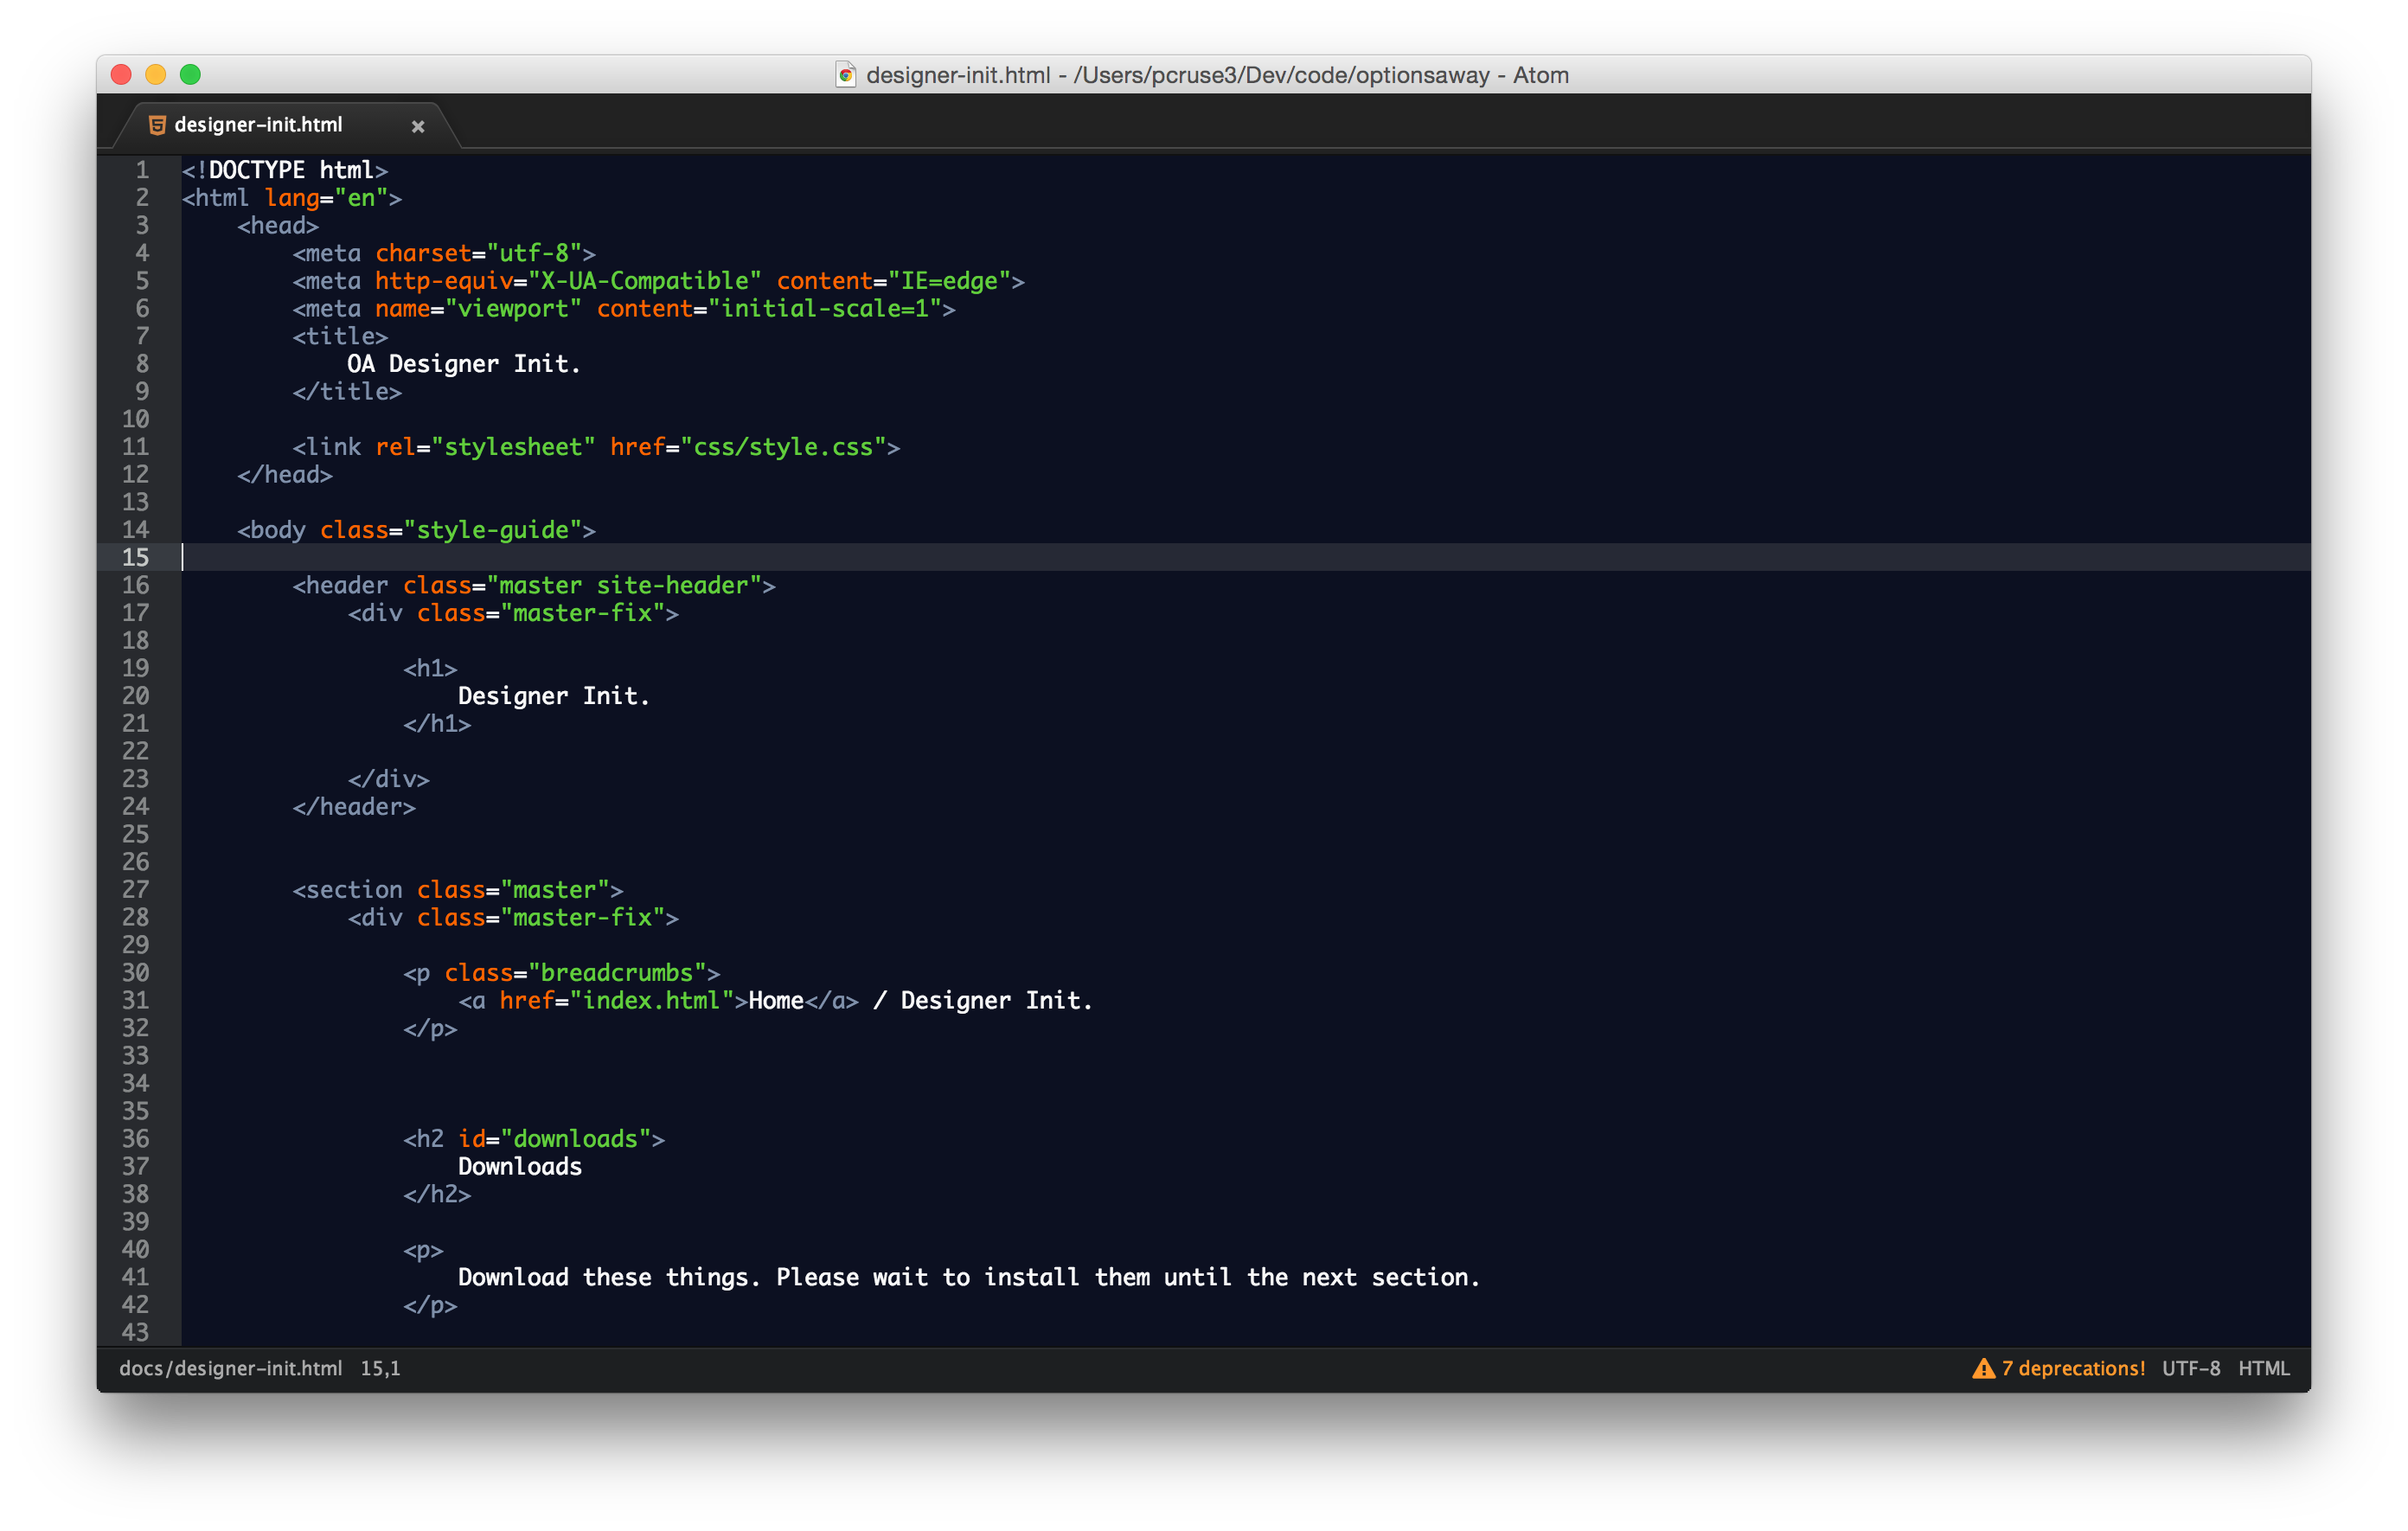 designer-init.html - /Users/pcruse3/Dev/code/optionsaway - Atom
designer-init.html ×
1 <!DOCTYPE html>
2 <html lang="en">
3     <head>
4         <meta charset="utf-8">
5         <meta http-equiv="X-UA-Compatible" content="IE=edge">
6         <meta name="viewport" content="initial-scale=1">
7         <title>
8             OA Designer Init.
9         </title>
10
11         <link rel="stylesheet" href="css/style.css">
12     </head>
13
14     <body class="style-guide">
15
16         <header class="master site-header">
17             <div class="master-fix">
18
19                 <h1>
20                     Designer Init.
21                 </h1>
22
23             </div>
24         </header>
25
26
27         <section class="master">
28             <div class="master-fix">
29
30                 <p class="breadcrumbs">
31                     <a href="index.html">Home</a> / Designer Init.
32                 </p>
33
34
35
36                 <h2 id="downloads">
37                     Downloads
38                 </h2>
39
40                 <p>
41                     Download these things. Please wait to install them until the next section.
42                 </p>
43
docs/designer-init.html 15,1 7 deprecations! UTF-8 HTML